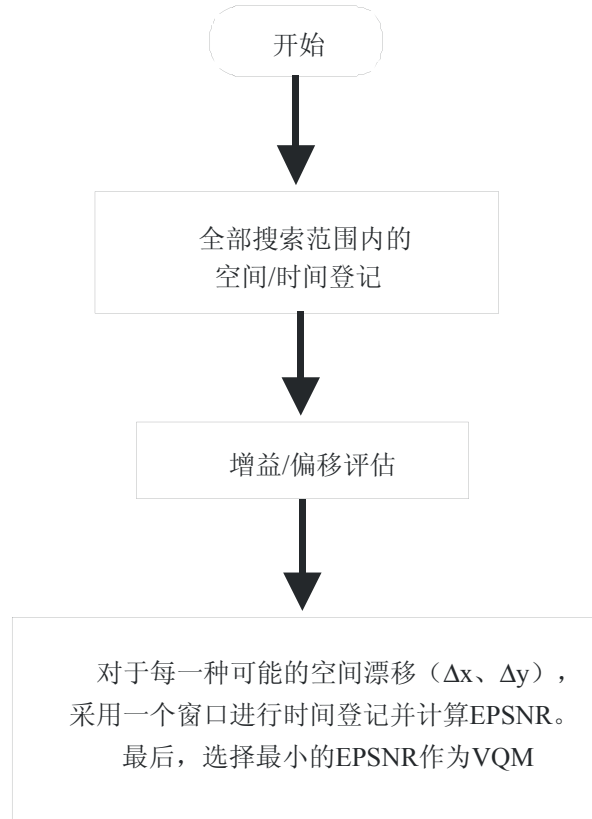 开始
全部搜索范围内的
空间/时间登记
增益/偏移评估
对于每一种可能的空间漂移（Δx、Δy），
采用一个窗口进行时间登记并计算EPSNR。
最后，选择最小的EPSNR作为VQM